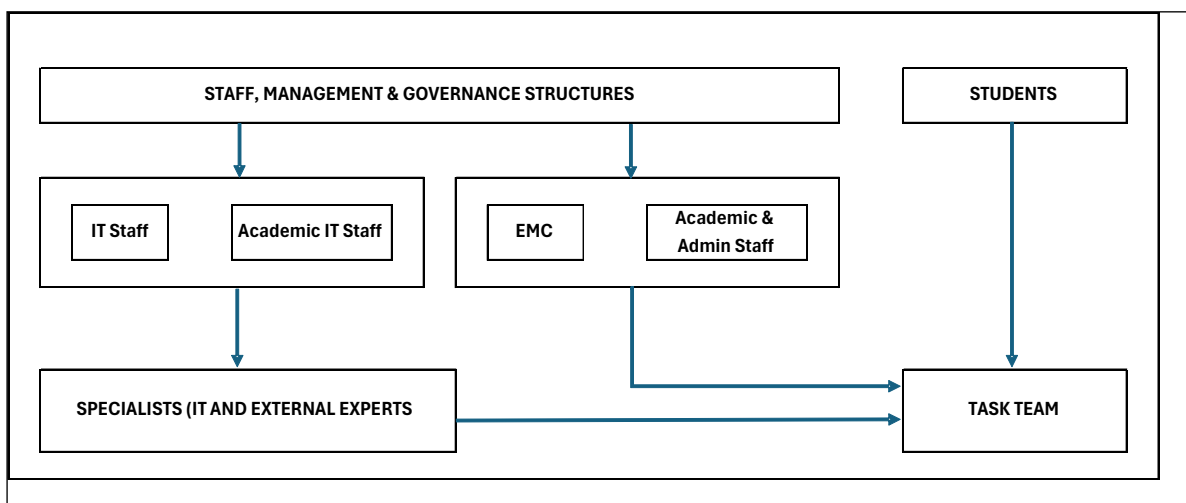 STAFF, MANAGEMENT & GOVERNANCE STRUCTURES
STUDENTS
IT Staff
Academic IT Staff
EMC
Academic &
Admin Staff
SPECIALISTS (IT AND EXTERNAL EXPERTS
TASK TEAM